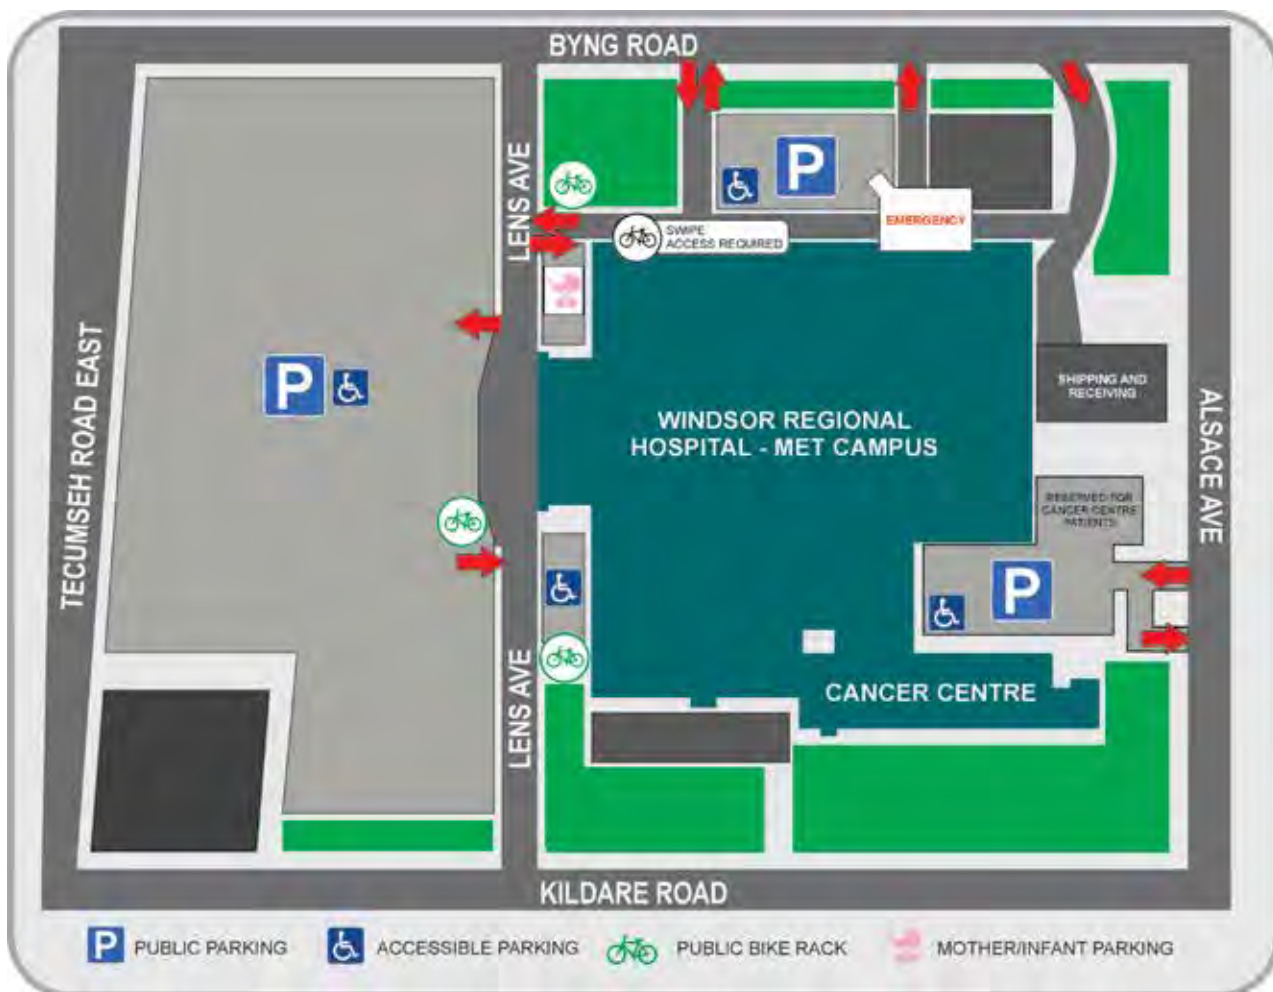 BYNG ROAD
LENS AVE
P
EMERGENCY
SWIPE
ACCESS REQUIRED
TECUMSEH ROAD EAST
P
WINDSOR REGIONAL
HOSPITAL - MET CAMPUS
SHIPPING AND
RECEIVING
ALSACE AVE
RESERVED FOR
CANCER CENTRE
PATIENTS
P
LENS AVE
CANCER CENTRE
KILDARE ROAD
P PUBLIC PARKING
ACCESSIBLE PARKING
PUBLIC BIKE RACK
MOTHER/INFANT PARKING